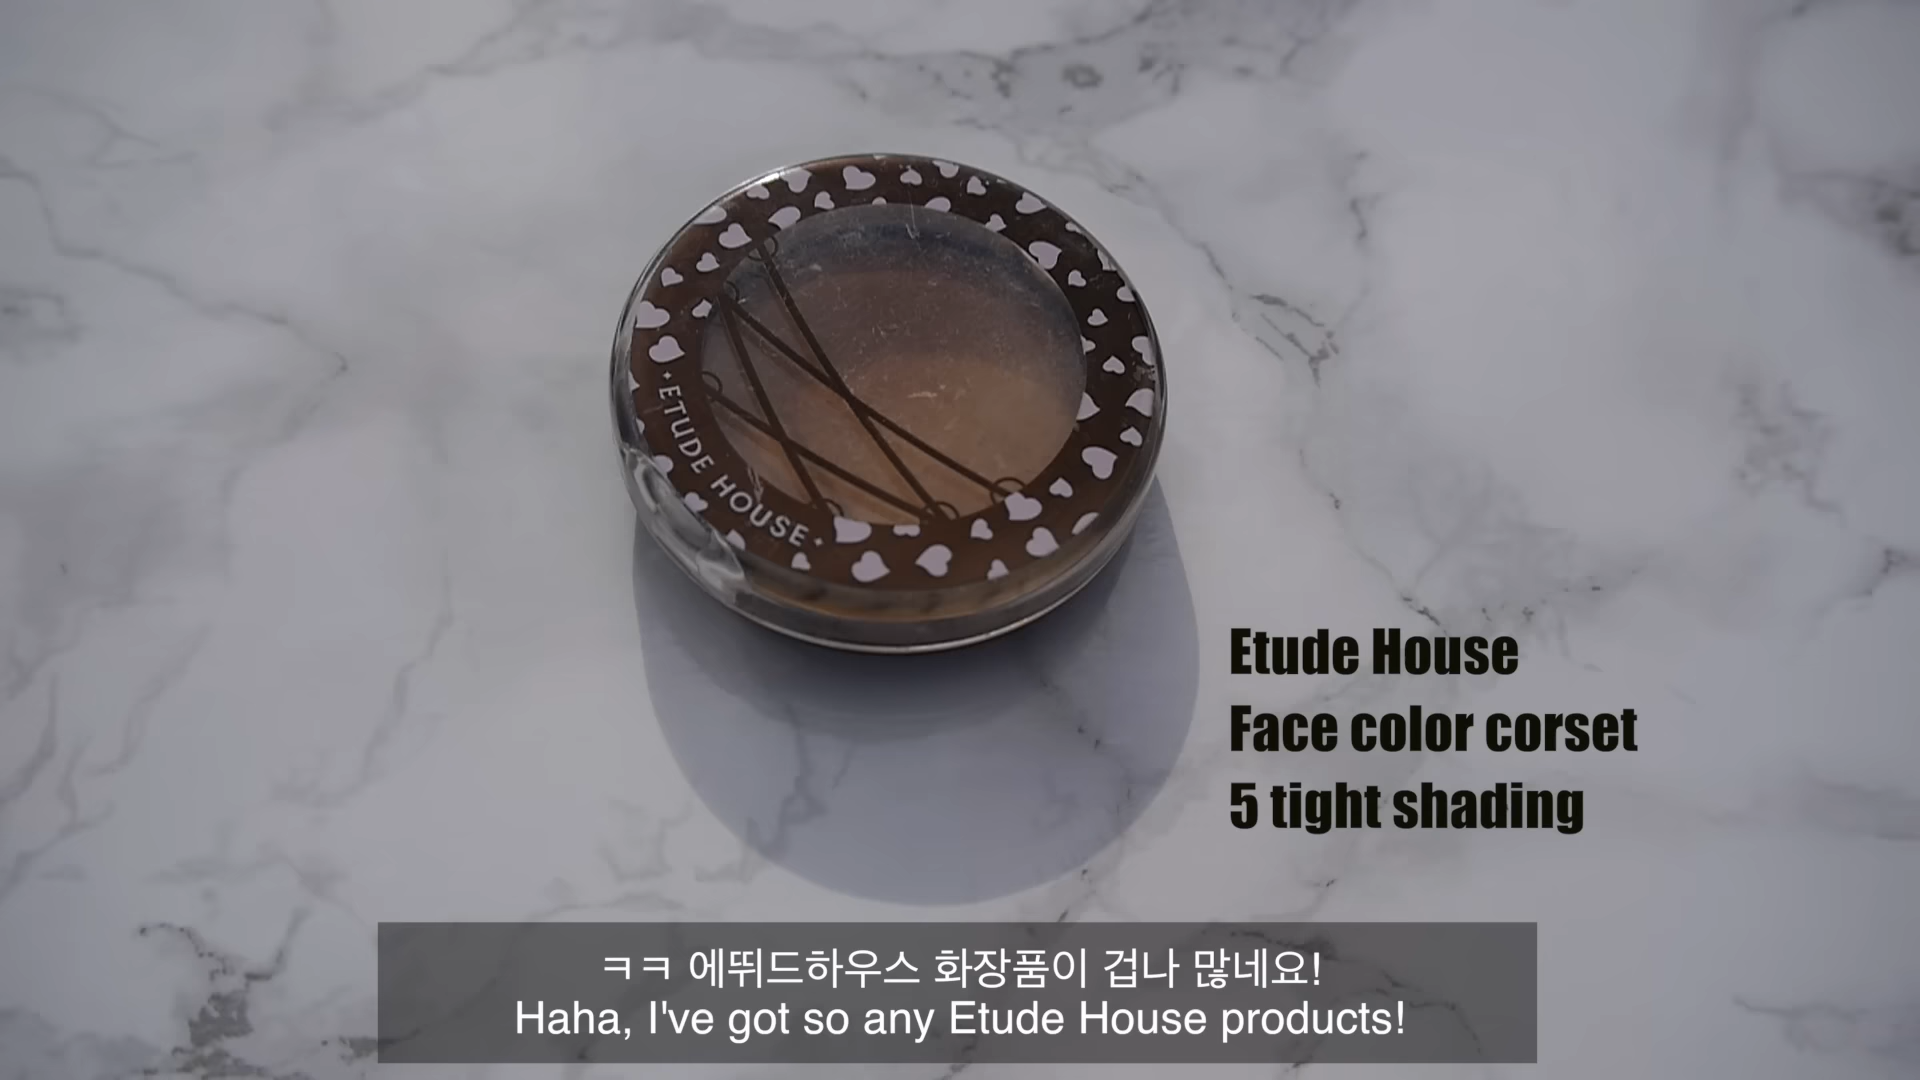 • ETUDE HOUSE •
Etude House
Face color corset
5 tight shading
ㅋㅋ 에뛰드하우스 화장품이 겁나 많네요!
Haha, I've got so any Etude House products!